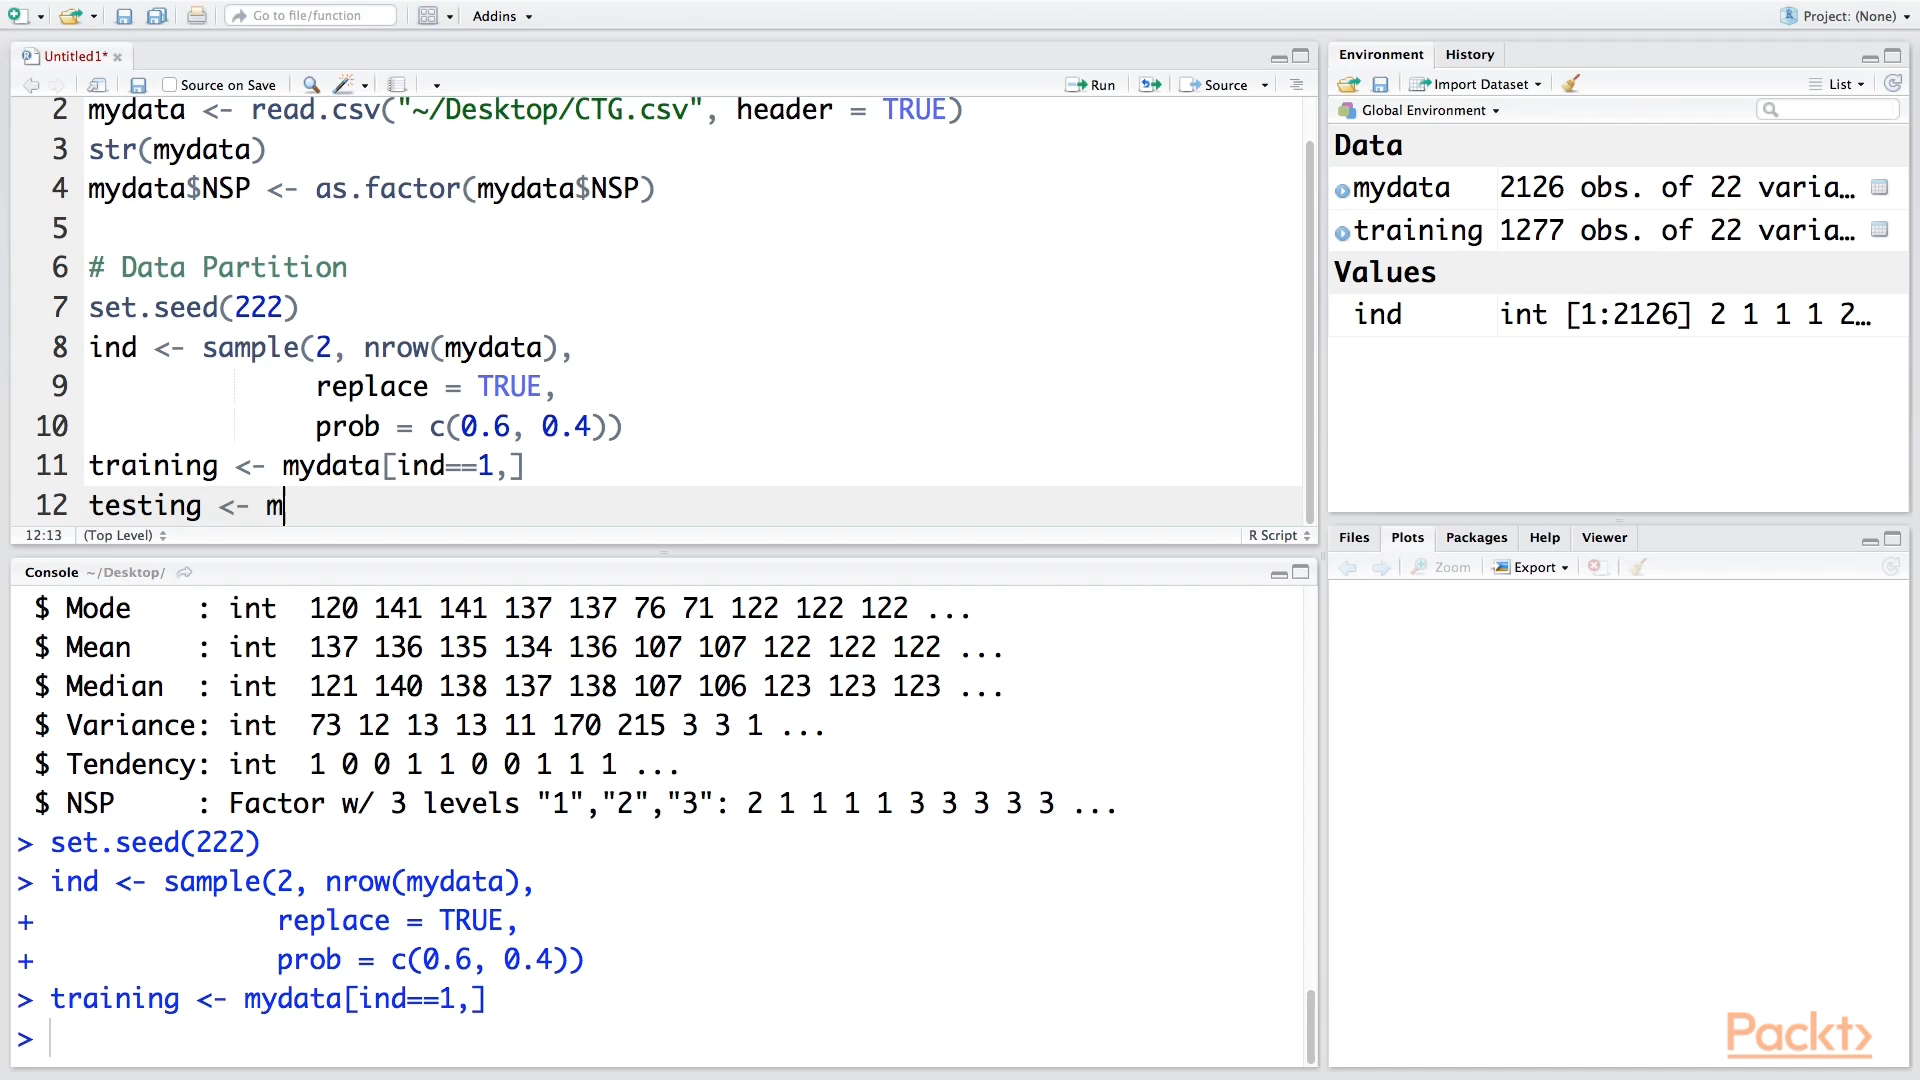 Go to file/function
Addins
Project: (None)
Untitled1*
Source on Save
Run
Source
2 mydata <- read.csv("~/Desktop/CTG.csv", header = TRUE)
3 str(mydata)
4 mydata$NSP <- as.factor(mydata$NSP)
5
6 # Data Partition
7 set.seed(222)
8 ind <- sample(2, nrow(mydata),
9 replace = TRUE,
10 prob = c(0.6, 0.4))
11 training <- mydata[ind==1,]
12 testing <- m
12:13 (Top Level) R Script
Console ~/Desktop/
$ Mode : int 120 141 141 137 137 76 71 122 122 122 ...
$ Mean : int 137 136 135 134 136 107 107 122 122 122 ...
$ Median : int 121 140 138 137 138 107 106 123 123 123 ...
$ Variance: int 73 12 13 13 11 170 215 3 3 1 ...
$ Tendency: int 1 0 0 1 1 0 0 1 1 1 ...
$ NSP : Factor w/ 3 levels "1","2","3": 2 1 1 1 1 3 3 3 3 3 ...
> set.seed(222)
> ind <- sample(2, nrow(mydata),
+ replace = TRUE,
+ prob = c(0.6, 0.4))
> training <- mydata[ind==1,]
>
Environment History
Import Dataset List
Global Environment
Data
mydata 2126 obs. of 22 varia…
training 1277 obs. of 22 varia…
Values
ind int [1:2126] 2 1 1 1 2…
Files Plots Packages Help Viewer
Zoom Export
Packt>